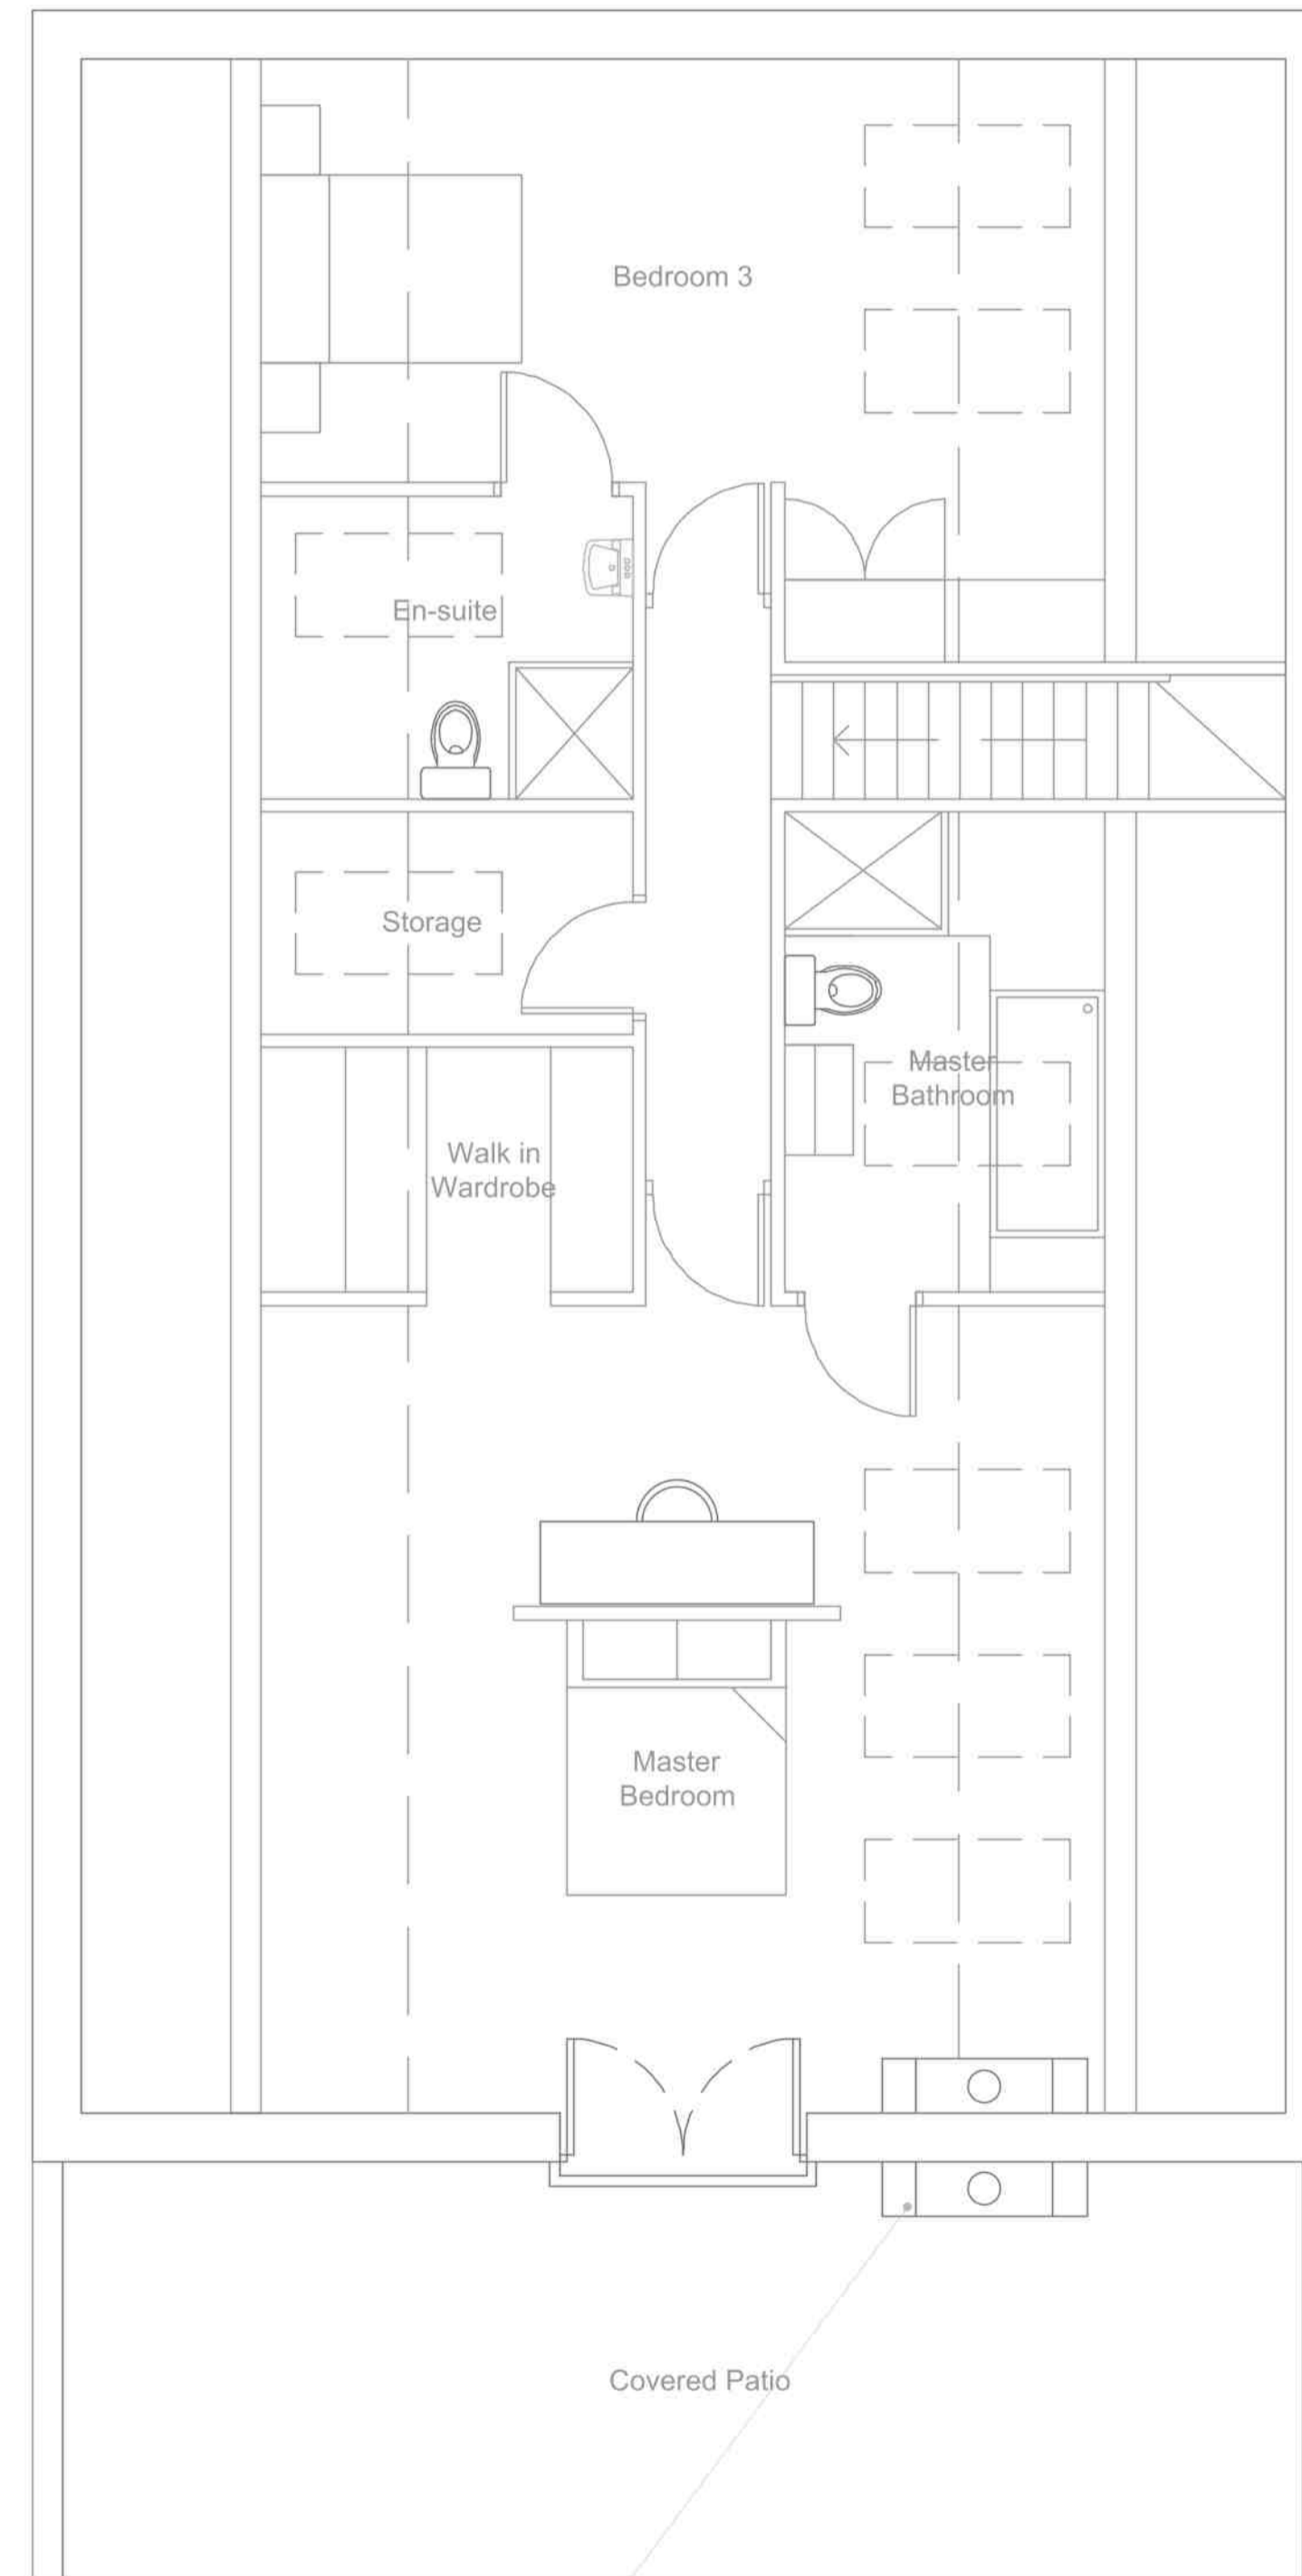 Bedroom 3
En-suite
Storage
Master
Bathroom
Walk in
Wardrobe
Master
Bedroom
Covered Patio